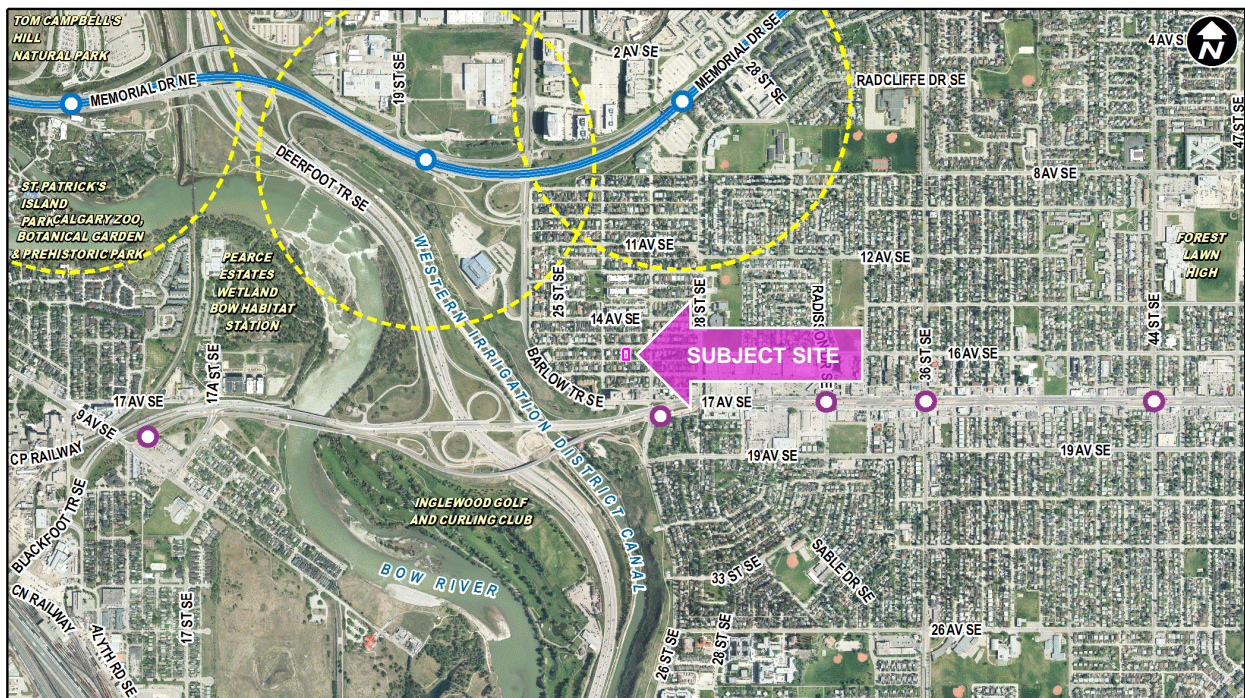 TOM CAMPBELL'S
HILL
NATURAL PARK
MEMORIAL DR NE
19 ST SE
2 AV SE
MEMORIAL DR SE
28 ST SE
RADCLIFFE DR SE
4 AV S
N
47 ST SE
DEERFOOT TR SE
8 AV SE
ST.PATRICK'S
ISLAND
PARK
CALGARY ZOO,
BOTANICAL GARDEN
& PREHISTORIC PARK
PEARCE
ESTATES
WETLAND
BOW HABITAT
STATION
WESTERN IRRIGATION DISTRICT CANAL
11 AV SE
12 AV SE
FOREST
LAWN
HIGH
25 ST SE
28 ST SE
14 AV SE
SUBJECT SITE
36 ST SE
16 AV SE
44 ST SE
BARLOW TR SE
17A ST SE
17 AV SE
17 AV SE
9 AV SE
CP RAILWAY
19 AV SE
19 AV SE
BLACKFOOT TR SE
INGLEWOOD GOLF
AND CURLING CLUB
BOW RIVER
33 ST SE
SABLE DR SE
CN RAILWAY
ALYTH RD SE
17 ST SE
26 ST SE
28 ST SE
26 AV SE